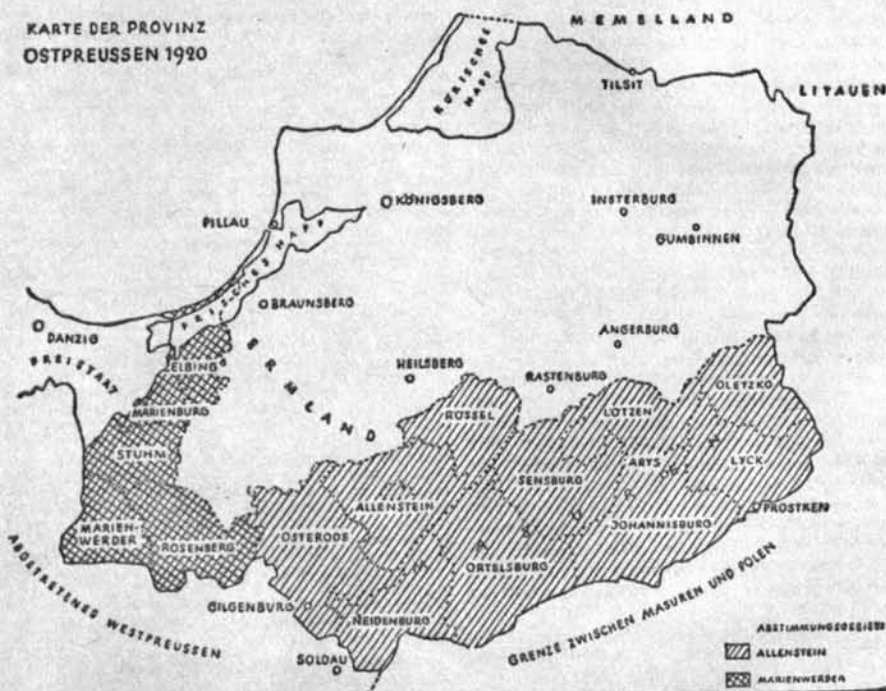 KARTE DER PROVINZ
OSTPREUSSEN 1920
MEMELLAND
KURISCHES
HAFF
TILSIT
LITAUEN
KÖNIGSBERG
INSTERBURG
PILLAU
GUMBINNEN
FRISCHES HAFF
BRAUNSBERG
DANZIG
FREISTAAT
ANGERBURG
ELBING
ERMLAND
HEILSBERG
RASTENBURG
OLETZKO
MARIENBURG
RÖSSEL
LÖTZEN
STUHM
ARYS
LYCK
SENSBURG
ALLENSTEIN
MASUREN
PROSTKEN
MARIEN-
WERDER
ROSENBERG
OSTERODE
JOHANNISBURG
ORTELSBURG
ABGETRETENES WESTPREUSSEN
GILGENBURG
NEIDENBURG
GRENZE ZWISCHEN MASUREN UND POLEN
SOLDAU
ABSTIMMUNGSGEBIETE
ALLENSTEIN
MARIENWERDER